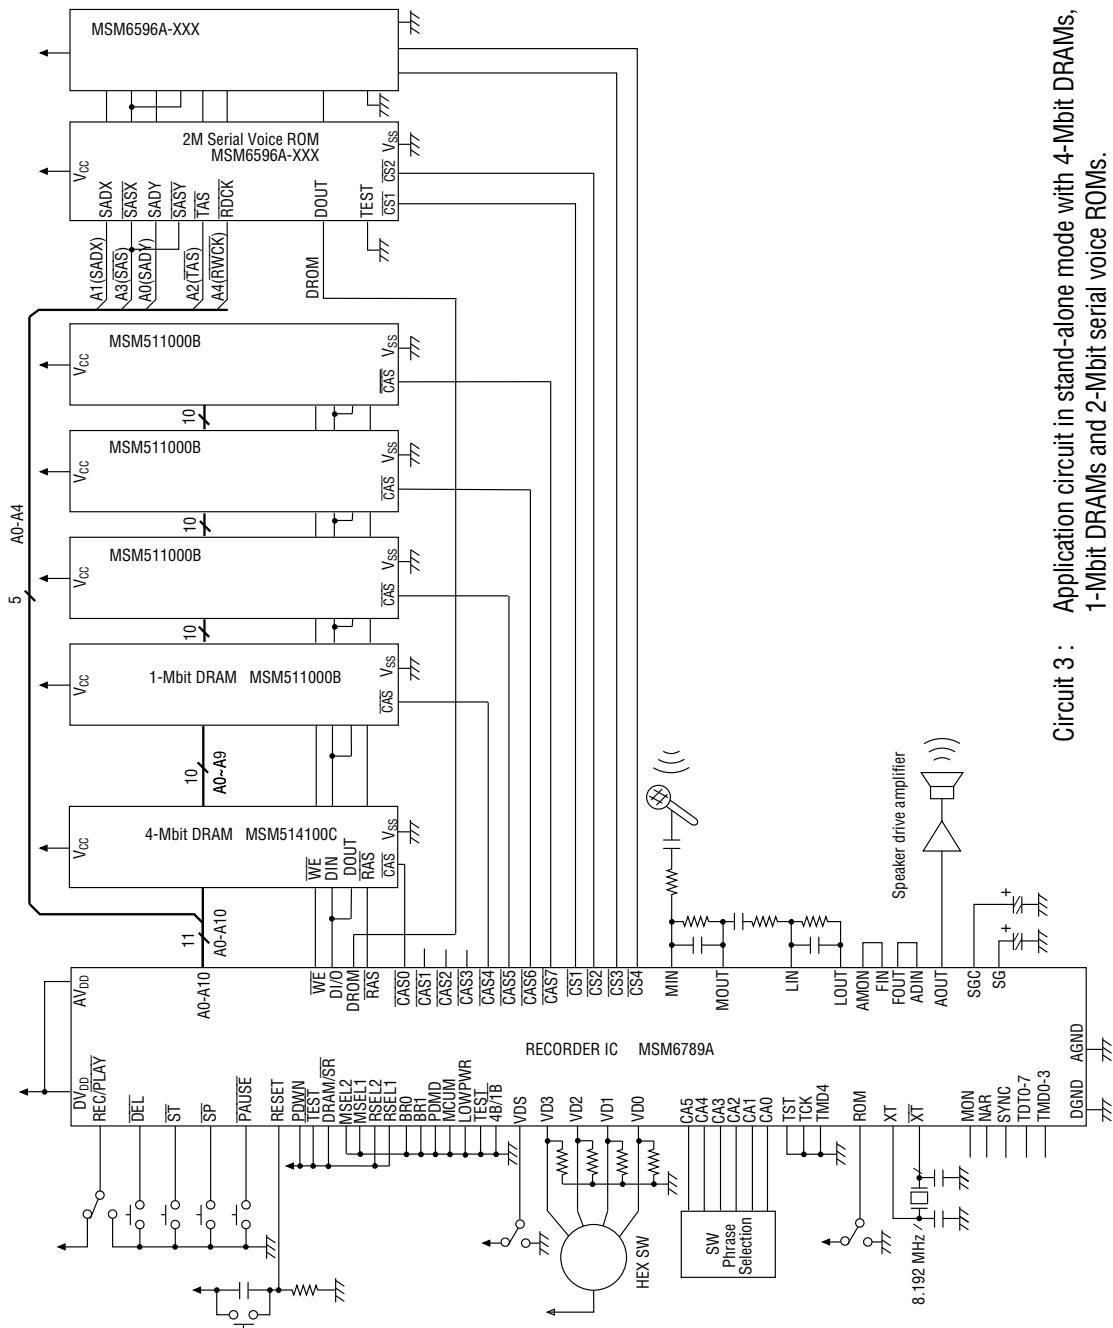 MSM6596A-XXX
2M Serial Voice ROM
MSM6596A-XXX
VCC
VSS
SADX
SASX
SADY
SASY
TAS
RDCK
DOUT
TEST
CS1
CS2
A1(SADX)
A3(SAS)
A0(SADY)
A2(TAS)
A4(RWCK)
DROM
MSM511000B
VCC
VSS
CAS
10
MSM511000B
VCC
VSS
CAS
10
MSM511000B
VCC
VSS
CAS
10
1-Mbit DRAM MSM511000B
VCC
VSS
CAS
A0-A4
5
10
A0~A9
4-Mbit DRAM MSM514100C
VCC
VSS
WE
DIN
DOUT
RAS
CAS
11
A0-A10
AVDD
A0-A10
WE
DI/O
DROM
RAS
CAS0
CAS1
CAS2
CAS3
CAS4
CAS5
CAS6
CAS7
CS1
CS2
CS3
CS4
MIN
MOUT
LIN
LOUT
AMON
FIN
FOUT
ADIN
AOUT
SGC
SG
Speaker drive amplifier
+
+
RECORDER IC MSM6789A
DVDD
REC/PLAY
DEL
ST
SP
PAUSE
RESET
PDWN
TEST
DRAM/SR
MSEL2
MSEL1
RSEL2
RSEL1
BR0
BR1
PDMD
MCUM
LOWPWR
TEST
4B/1B
VDS
VD3
VD2
VD1
VD0
CA5
CA4
CA3
CA2
CA1
CA0
TST
TCK
TMD4
ROM
XT
XT
MON
NAR
SYNC
TDT0-7
TMD0-3
DGND
AGND
HEX SW
SW
Phrase
Selection
8.192 MHz
Circuit 3 : Application circuit in stand-alone mode with 4-Mbit DRAMs,
1-Mbit DRAMs and 2-Mbit serial voice ROMs.